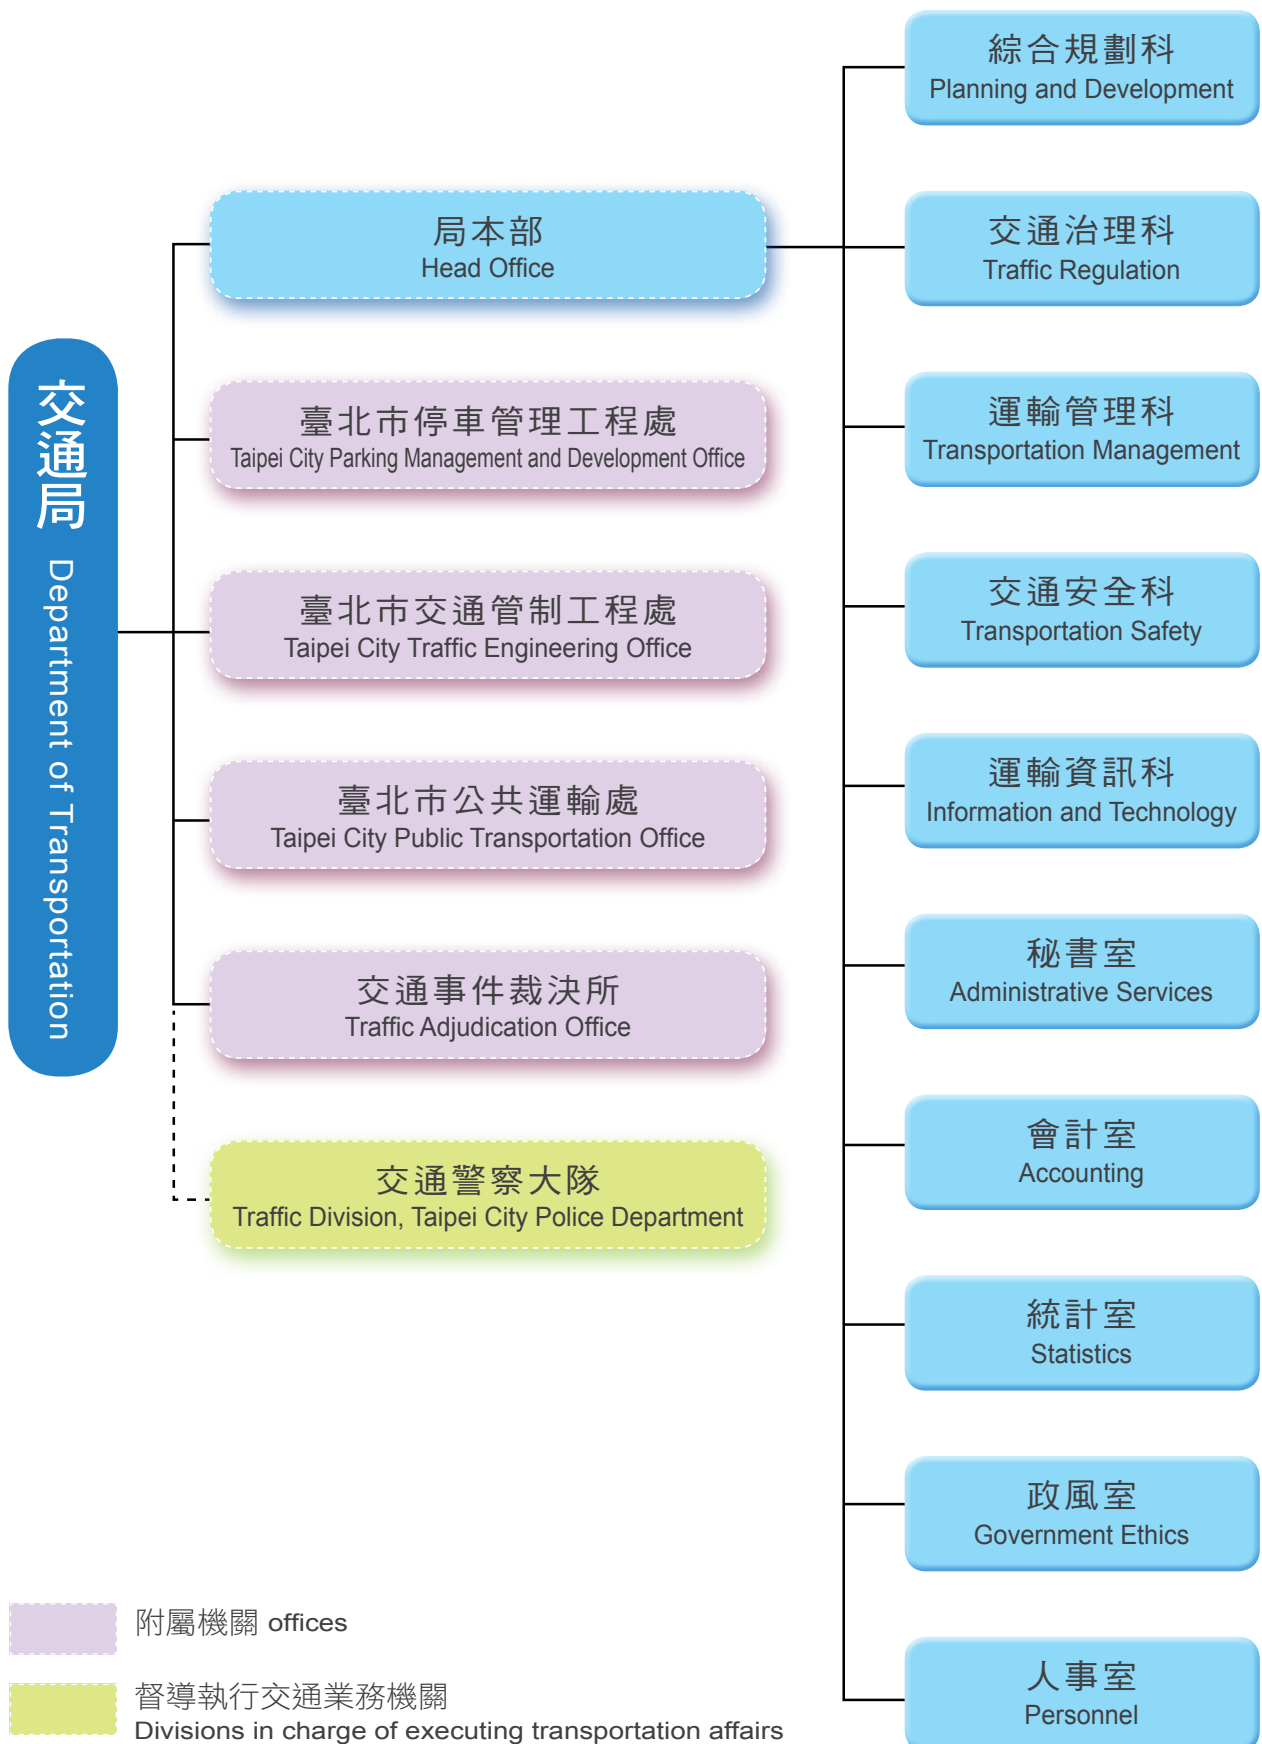 交通局 Department of Transportation
局本部
Head Office
臺北市停車管理工程處
Taipei City Parking Management and Development Office
臺北市交通管制工程處
Taipei City Traffic Engineering Office
臺北市公共運輸處
Taipei City Public Transportation Office
交通事件裁決所
Traffic Adjudication Office
交通警察大隊
Traffic Division, Taipei City Police Department
綜合規劃科
Planning and Development
交通治理科
Traffic Regulation
運輸管理科
Transportation Management
交通安全科
Transportation Safety
運輸資訊科
Information and Technology
秘書室
Administrative Services
會計室
Accounting
統計室
Statistics
政風室
Government Ethics
人事室
Personnel
附屬機關 offices
督導執行交通業務機關
Divisions in charge of executing transportation affairs